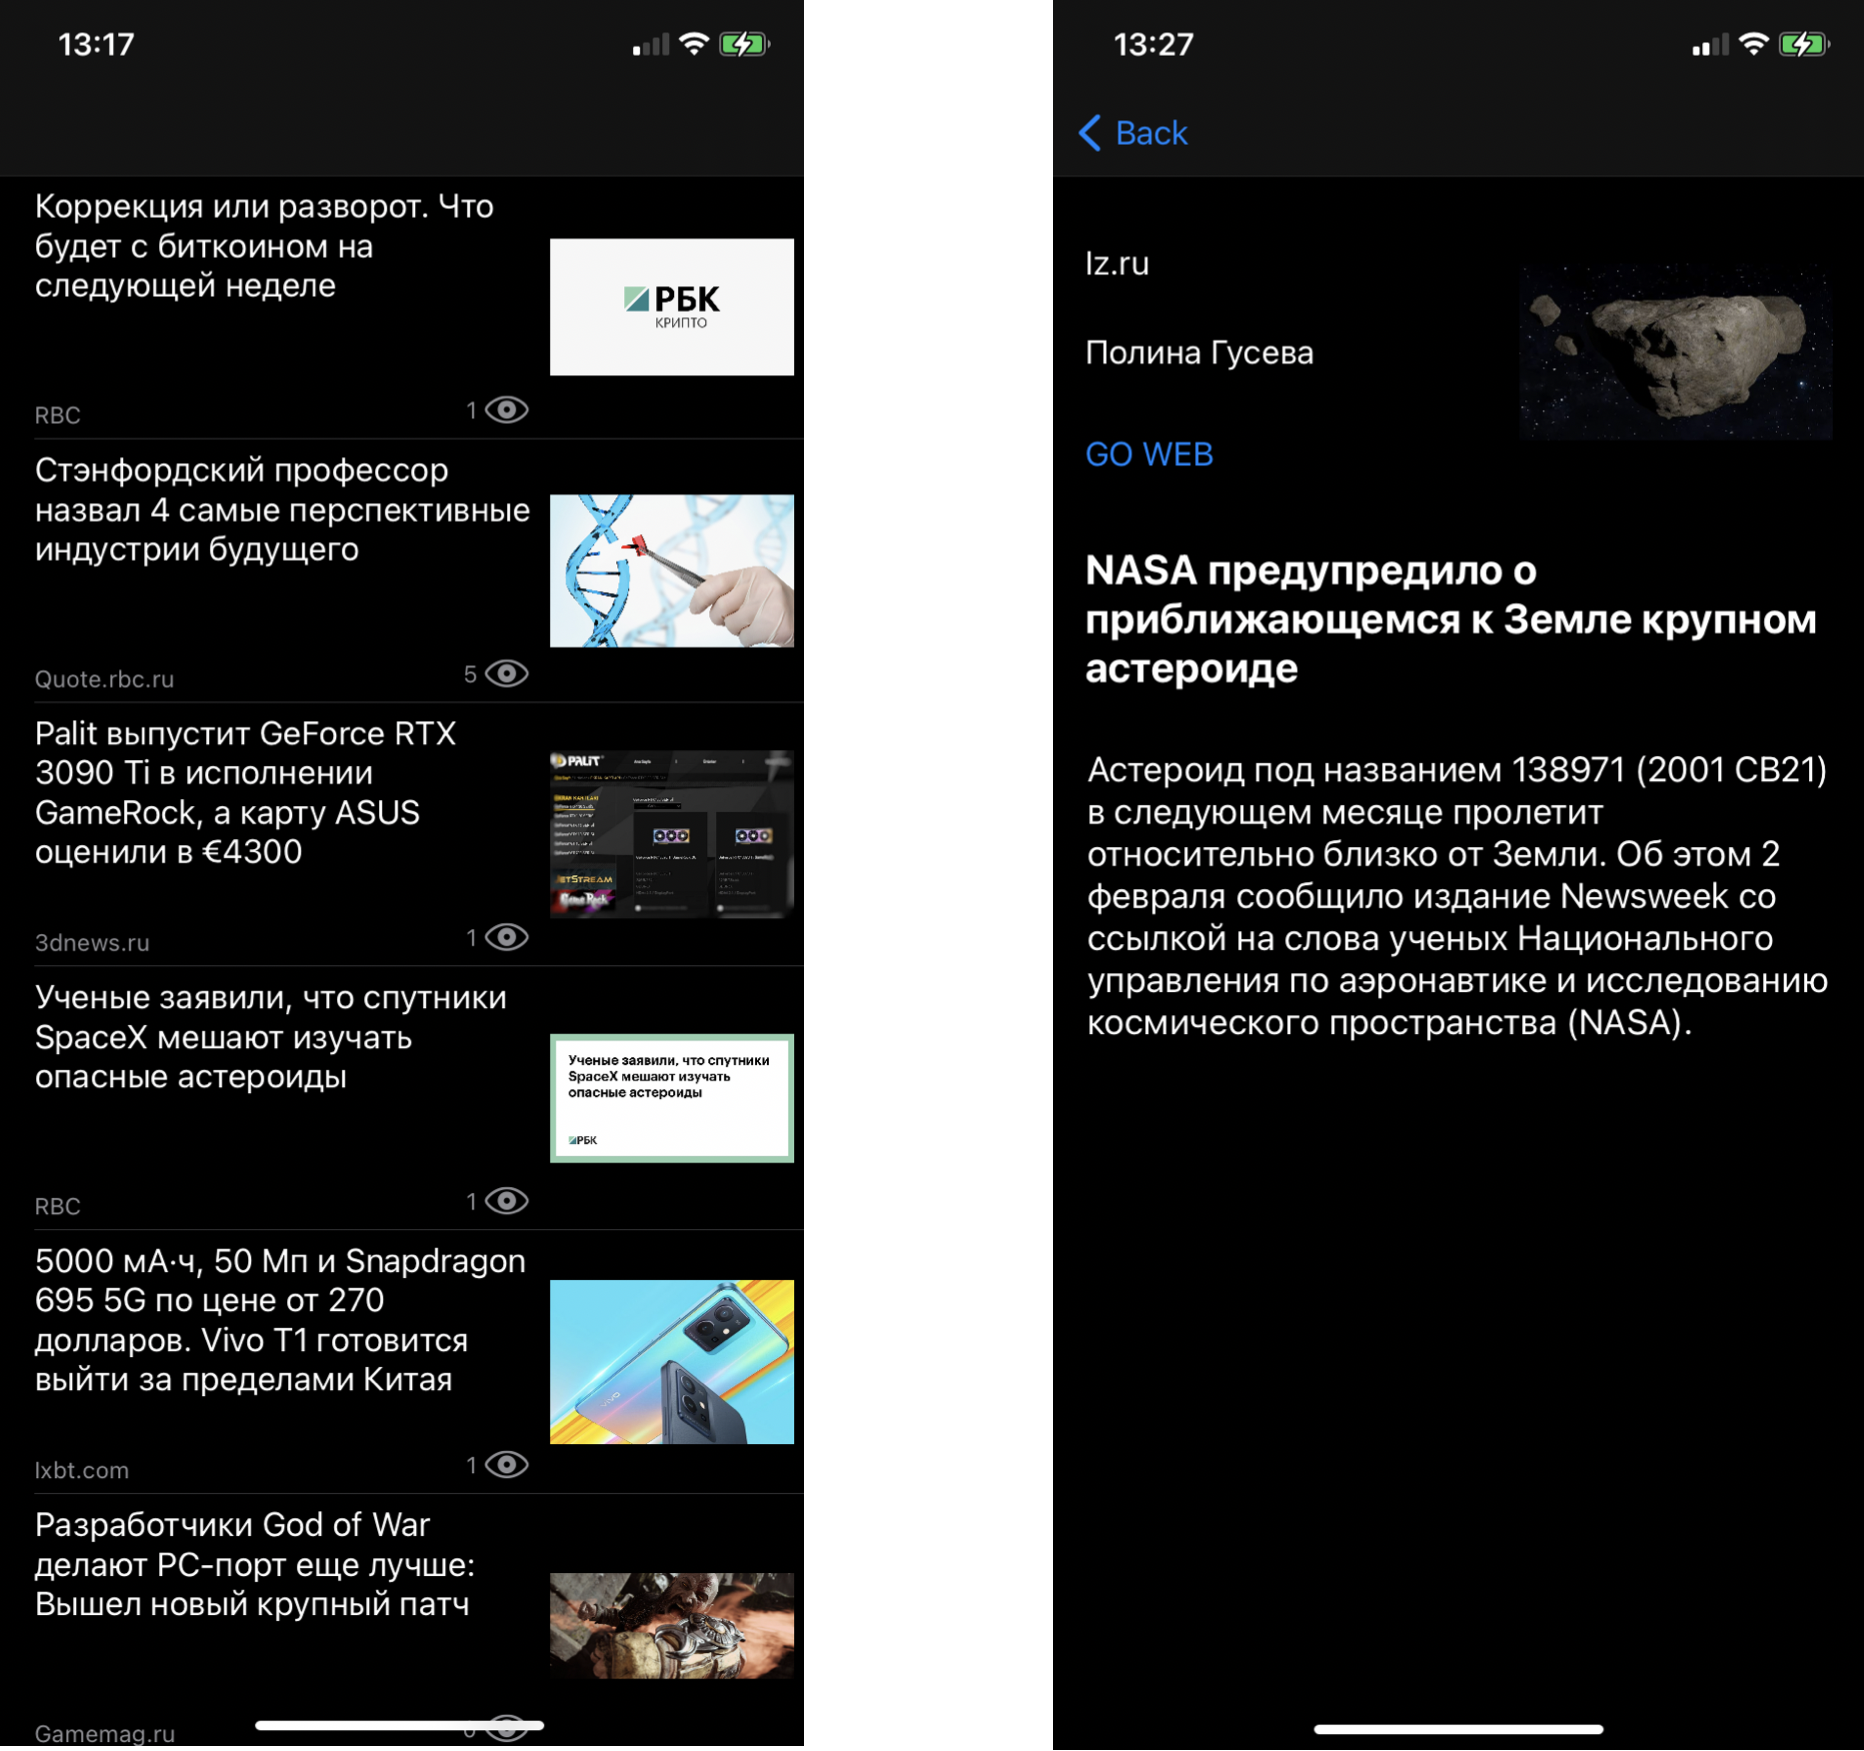 13:17
Коррекция или разворот. Что
будет с биткоином на
следующей неделе
РБК
КРИПТО
RBC
1
Стэнфордский профессор
назвал 4 самые перспективные
индустрии будущего
Quote.rbc.ru
5
Palit выпустит GeForce RTX
3090 Ti в исполнении
GameRock, а карту ASUS
оценили в €4300
PALIT
JETSTREAM
GameRock
3dnews.ru
1
Ученые заявили, что спутники
SpaceX мешают изучать
опасные астероиды
Ученые заявили, что спутники
SpaceX мешают изучать
опасные астероиды
РБК
RBC
1
5000 мА·ч, 50 Мп и Snapdragon
695 5G по цене от 270
долларов. Vivo T1 готовится
выйти за пределами Китая
vivo
Ixbt.com
1
Разработчики God of War
делают PC-порт еще лучше:
Вышел новый крупный патч
Gamemag.ru
13:27
Back
Iz.ru
Полина Гусева
GO WEB
NASA предупредило о
приближающемся к Земле крупном
астероиде
Астероид под названием 138971 (2001 CB21)
в следующем месяце пролетит
относительно близко от Земли. Об этом 2
февраля сообщило издание Newsweek со
ссылкой на слова ученых Национального
управления по аэронавтике и исследованию
космического пространства (NASA).